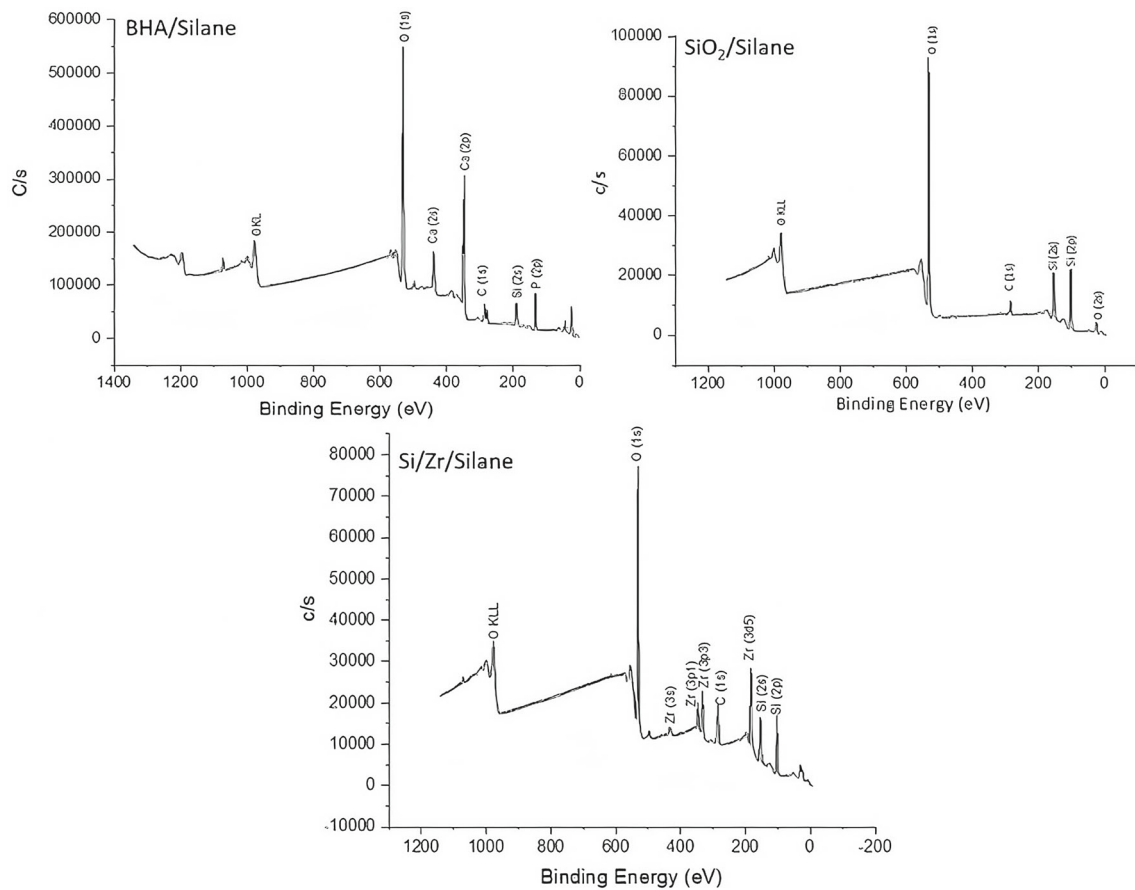 BHA/Silane
600000
500000
400000
300000
200000
100000
0
C/s
O KL
O (1s)
Ca (2s)
Ca (2p)
C (1s)
Si (2s)
P (2p)
1400
1200
1000
800
600
400
200
0
Binding Energy (eV)
SiO₂/Silane
100000
80000
60000
40000
20000
0
c/s
O KLL
O (1s)
C (1s)
Si (2s)
Si (2p)
O (2s)
1200
1000
800
600
400
200
0
Binding Energy (eV)
Si/Zr/Silane
80000
70000
60000
50000
40000
30000
20000
10000
0
-10000
c/s
O KLL
O (1s)
Zr (3s)
Zr (3p1)
Zr (3p3)
C (1s)
Zr (3d5)
Si (2s)
Si (2p)
1200
1000
800
600
400
200
0
-200
Binding Energy (eV)